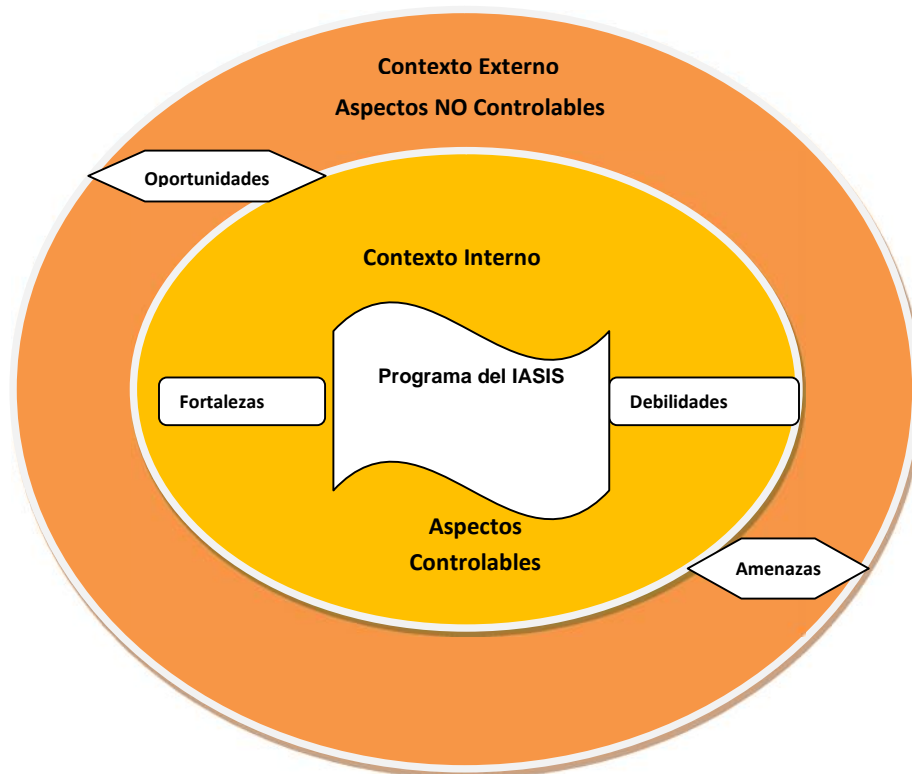 Contexto Externo
Aspectos NO Controlables
Oportunidades
Contexto Interno
Programa del IASIS
Fortalezas
Debilidades
Aspectos
Controlables
Amenazas